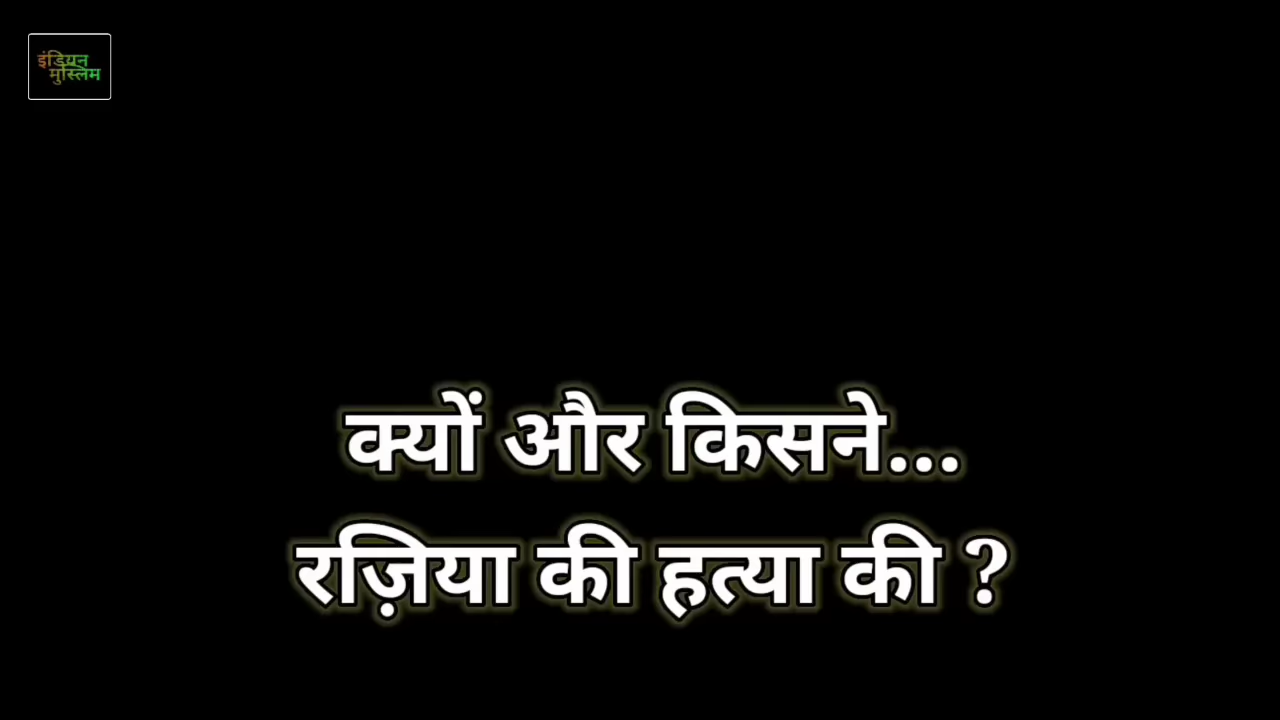 इंडियन
मुस्लिम
क्यों और किसने...
रज़िया की हत्या की ?